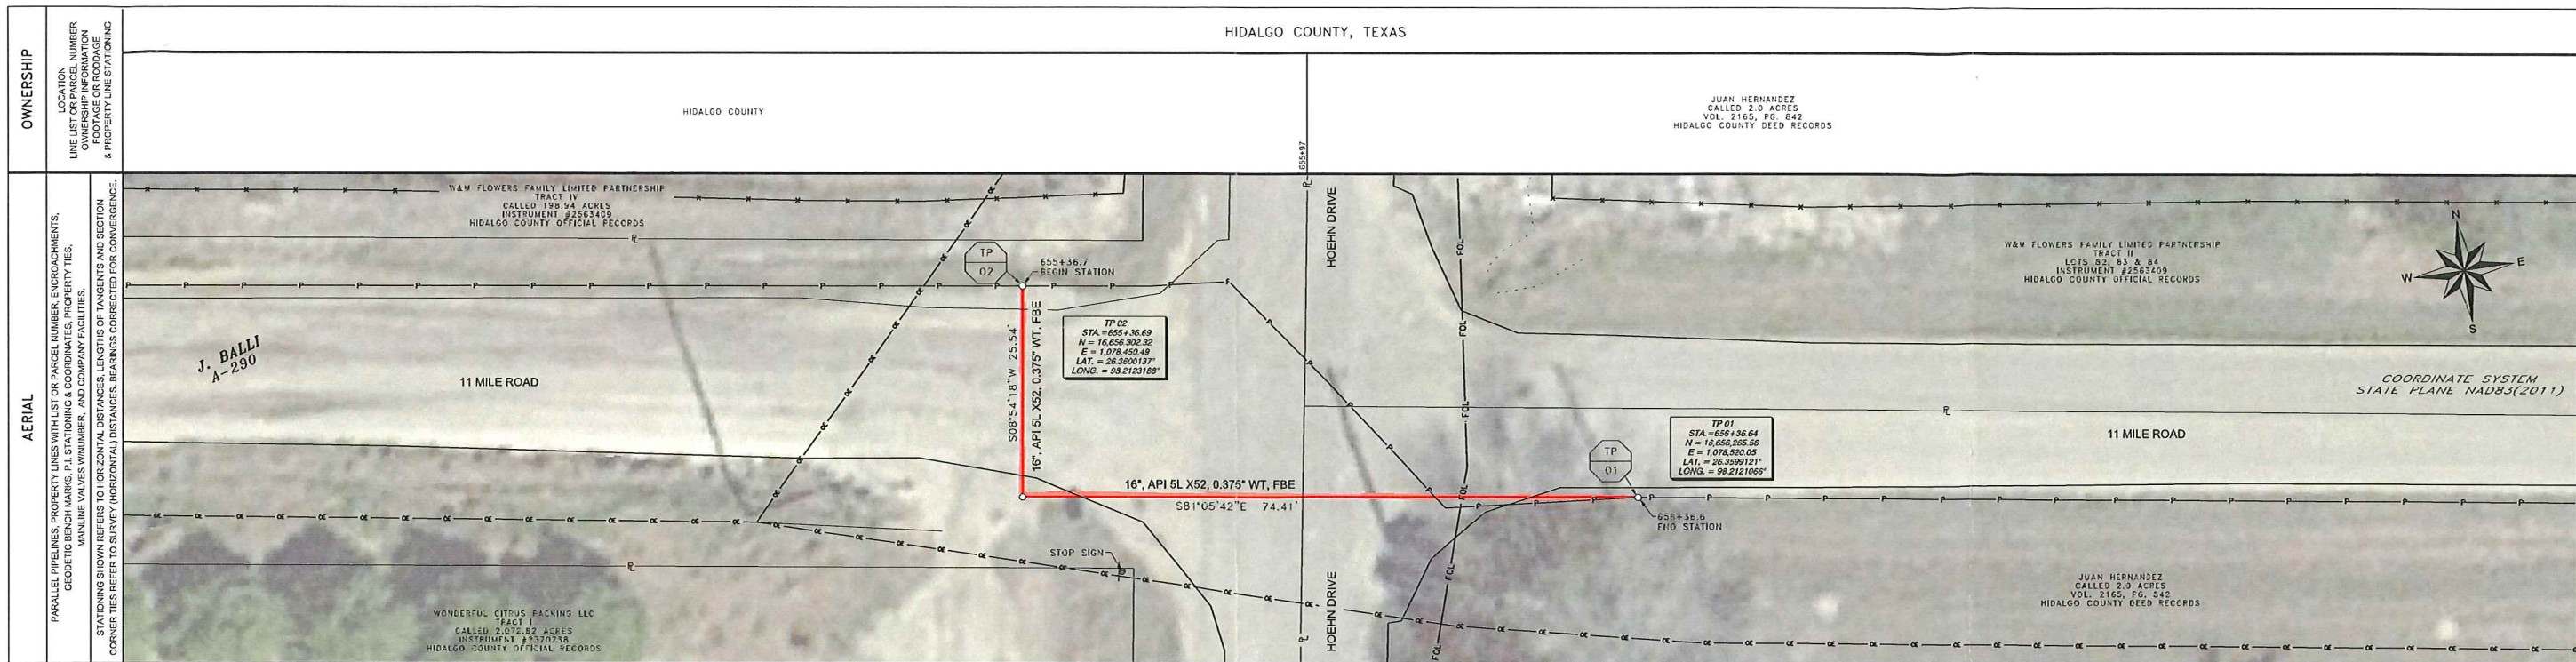 HIDALGO COUNTY, TEXAS
OWNERSHIP
LOCATION
LINE LIST OR PARCEL NUMBER
OWNERSHIP INFORMATION
FOOTAGE OR RODDAGE
& PROPERTY LINE STATIONING
HIDALGO COUNTY
655+97
JUAN HERNANDEZ
CALLED 2.0 ACRES
VOL. 2165, PG. 842
HIDALGO COUNTY DEED RECORDS
AERIAL
PARALLEL PIPELINES, PROPERTY LINES WITH LIST OR PARCEL NUMBER, ENCROACHMENTS,
GEODETIC BENCH MARKS, P.I. STATIONING & COORDINATES, PROPERTY TIES,
MAINLINE VALVES W/NUMBER, AND COMPANY FACILITIES,
STATIONING SHOWN REFERS TO HORIZONTAL DISTANCES, LENGTHS OF TANGENTS AND SECTION
CORNER TIES REFER TO SURVEY (HORIZONTAL) DISTANCES. BEARINGS CORRECTED FOR CONVERGENCE.
W&M FLOWERS FAMILY LIMITED PARTNERSHIP
TRACT IV
CALLED 198.94 ACRES
INSTRUMENT #2563409
HIDALGO COUNTY OFFICIAL RECORDS
TP
02
655+36.7
BEGIN STATION
HOEHN DRIVE
W&M FLOWERS FAMILY LIMITED PARTNERSHIP
TRACT II
LOTS 82, 83 & 84
INSTRUMENT #2563409
HIDALGO COUNTY OFFICIAL RECORDS
N
E
W
S
J. BALLI
A-290
11 MILE ROAD
S08°54'18"W 25.54'
16", API 5L X52, 0.375" WT, FBE
TP 02
STA.=655+36.69
N = 16,656.302.32
E = 1,078,450.49
LAT. = 26.3600137°
LONG. = 98.2123188°
COORDINATE SYSTEM
STATE PLANE NAD83(2011)
TP
01
TP 01
STA.=656+36.64
N = 16,656,265.56
E = 1,078,520.05
LAT. = 26.3599121°
LONG. = 98.2121066°
11 MILE ROAD
16", API 5L X52, 0.375" WT, FBE
S81°05'42"E 74.41'
656+36.6
END STATION
STOP SIGN
HOEHN DRIVE
WONDERFUL CITRUS PACKING LLC
TRACT I
CALLED 2,072.82 ACRES
INSTRUMENT #2370738
HIDALGO COUNTY OFFICIAL RECORDS
JUAN HERNANDEZ
CALLED 2.0 ACRES
VOL. 2165, PG. 842
HIDALGO COUNTY DEED RECORDS